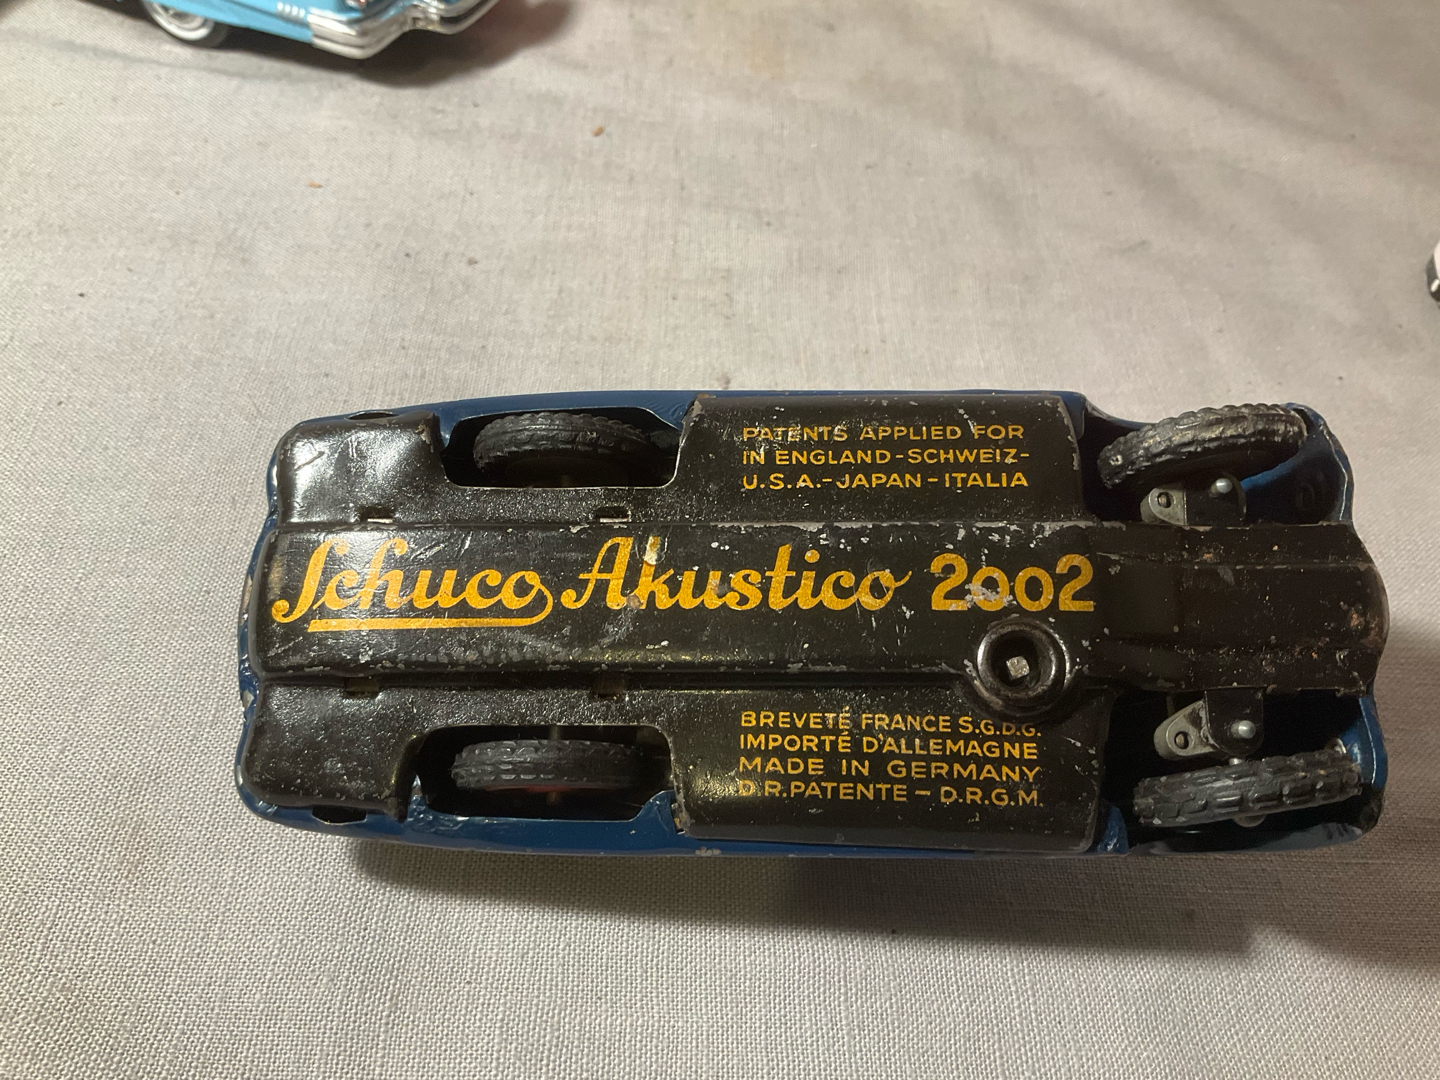 PATENTS APPLIED FOR
IN ENGLAND-SCHWEIZ-
U.S.A.-JAPAN-ITALIA
Schuco Akustico 2002
BREVETÉ FRANCE S.G.D.G.
IMPORTÉ D'ALLEMAGNE
MADE IN GERMANY
D.R.PATENTE - D.R.G.M.